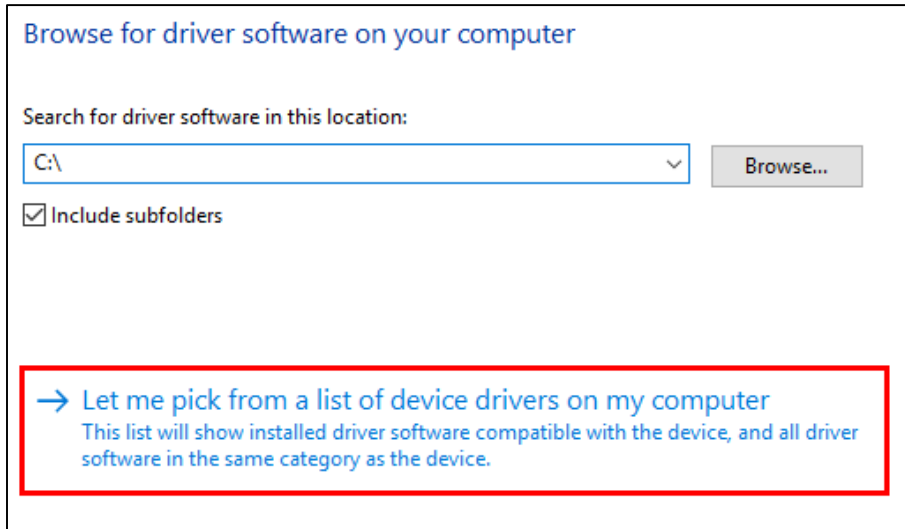 Browse for driver software on your computer
Search for driver software in this location:
C:\
Browse...
Include subfolders
→ Let me pick from a list of device drivers on my computer
This list will show installed driver software compatible with the device, and all driver
software in the same category as the device.